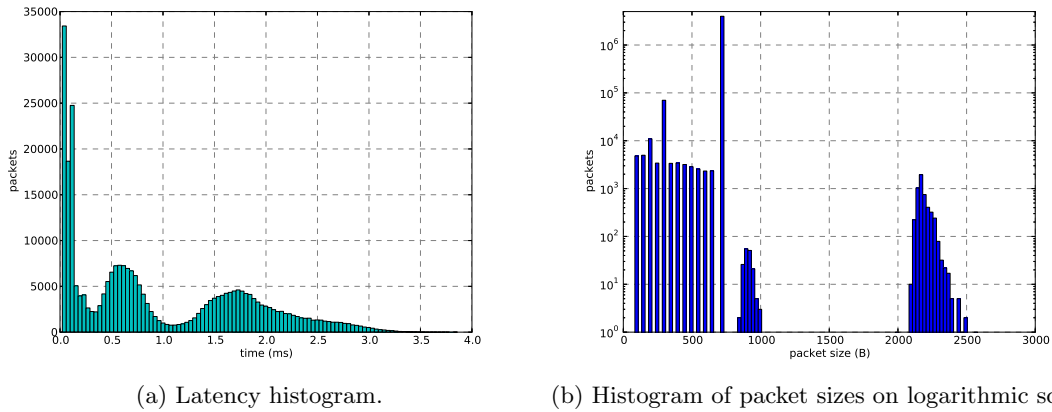 35000
30000
25000
20000
15000
10000
5000
0
packets
0.0 0.5 1.0 1.5 2.0 2.5 3.0 3.5 4.0
time (ms)
(a) Latency histogram.
10^6
10^5
10^4
10^3
10^2
10^1
10^0
packets
0 500 1000 1500 2000 2500 3000
packet size (B)
(b) Histogram of packet sizes on logarithmic